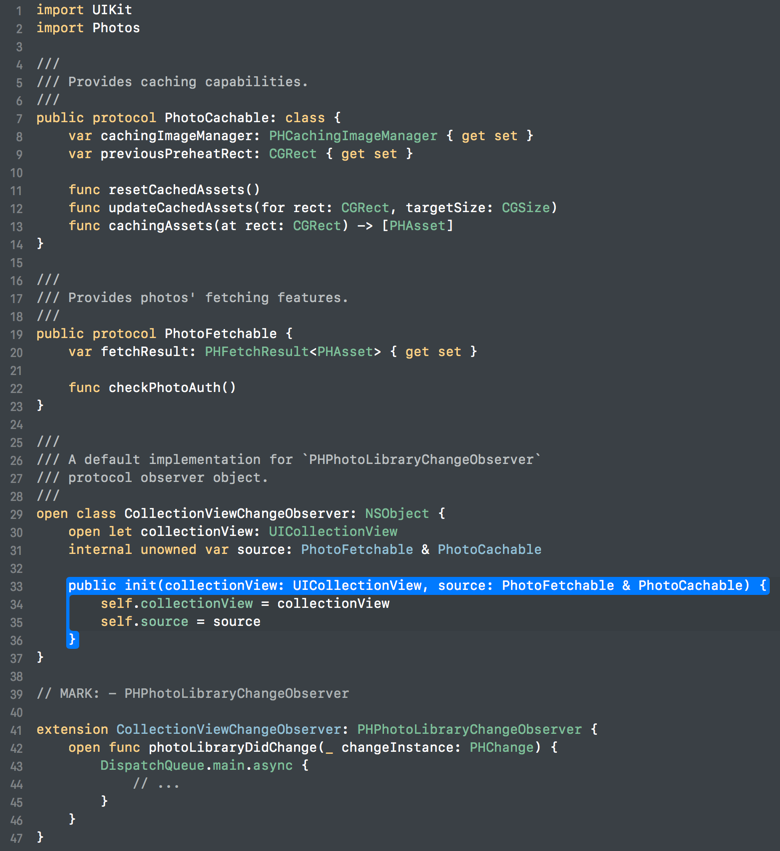 1 import UIKit
2 import Photos
3
4 ///
5 /// Provides caching capabilities.
6 ///
7 public protocol PhotoCachable: class {
8     var cachingImageManager: PHCachingImageManager { get set }
9     var previousPreheatRect: CGRect { get set }
10
11     func resetCachedAssets()
12     func updateCachedAssets(for rect: CGRect, targetSize: CGSize)
13     func cachingAssets(at rect: CGRect) -> [PHAsset]
14 }
15
16 ///
17 /// Provides photos' fetching features.
18 ///
19 public protocol PhotoFetchable {
20     var fetchResult: PHFetchResult<PHAsset> { get set }
21
22     func checkPhotoAuth()
23 }
24
25 ///
26 /// A default implementation for `PHPhotoLibraryChangeObserver`
27 /// protocol observer object.
28 ///
29 open class CollectionViewChangeObserver: NSObject {
30     open let collectionView: UICollectionView
31     internal unowned var source: PhotoFetchable & PhotoCachable
32
33     public init(collectionView: UICollectionView, source: PhotoFetchable & PhotoCachable) {
34         self.collectionView = collectionView
35         self.source = source
36     }
37 }
38
39 // MARK: - PHPhotoLibraryChangeObserver
40
41 extension CollectionViewChangeObserver: PHPhotoLibraryChangeObserver {
42     open func photoLibraryDidChange(_ changeInstance: PHChange) {
43         DispatchQueue.main.async {
44             // ...
45         }
46     }
47 }